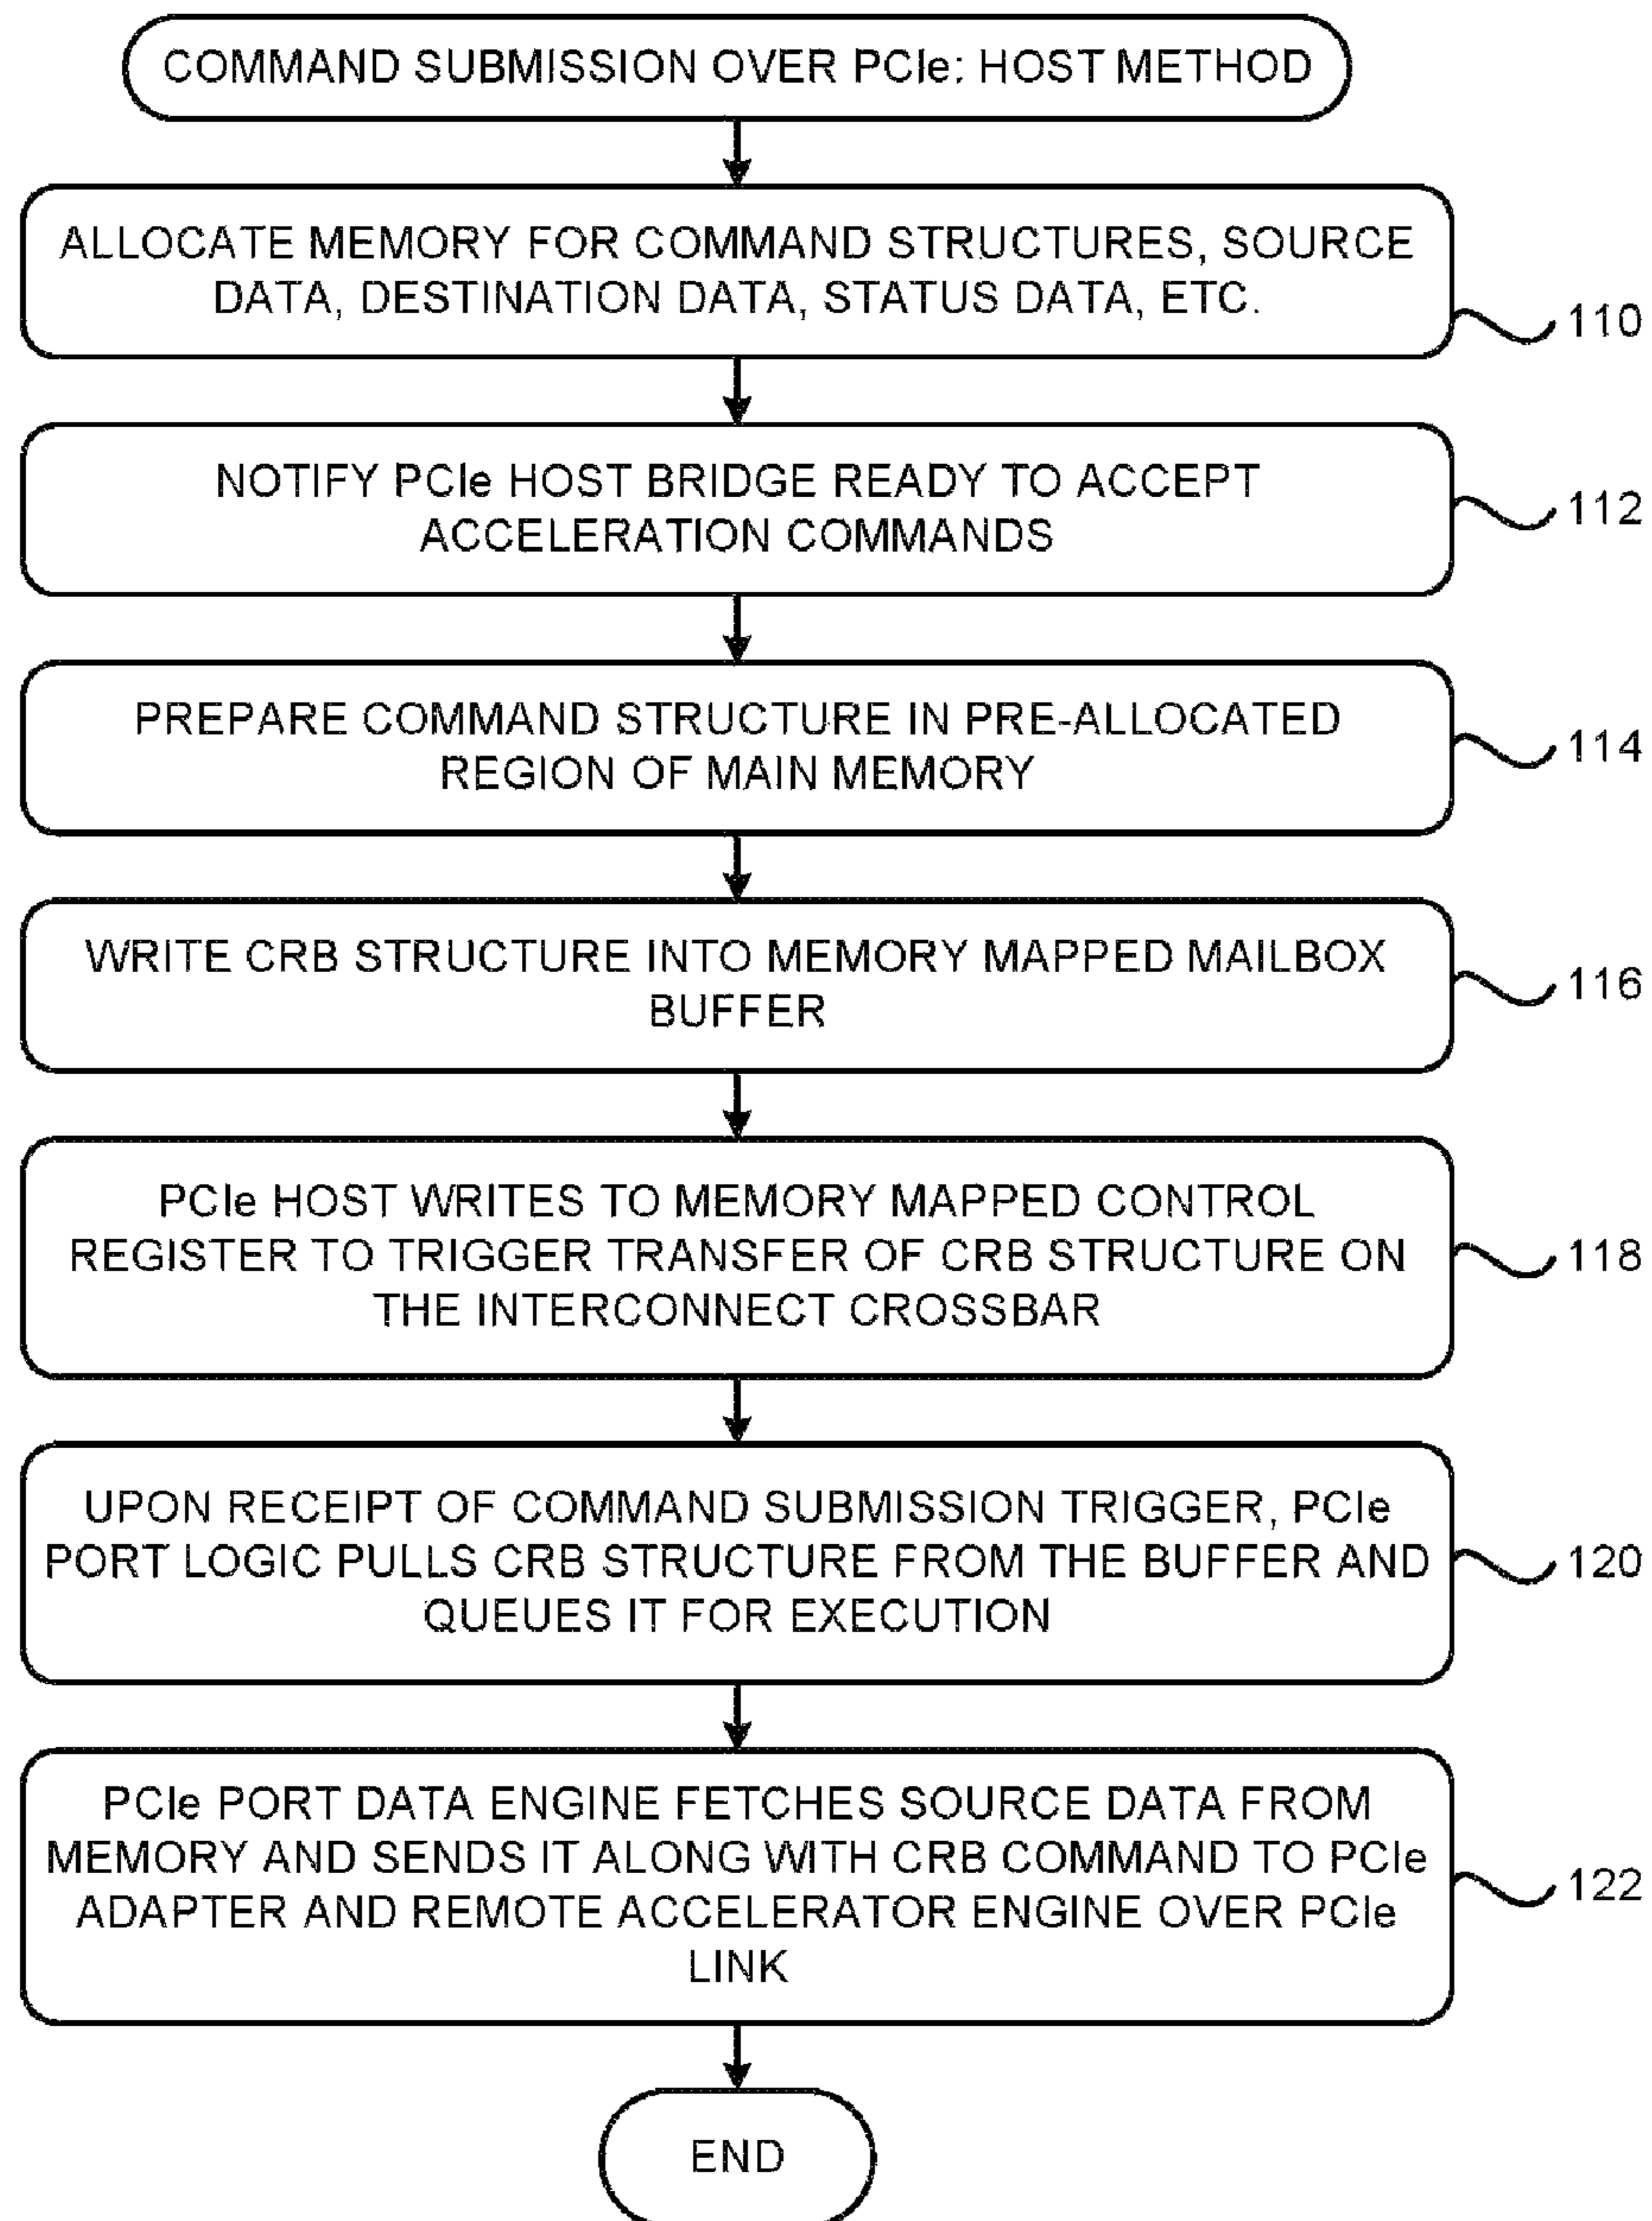 COMMAND SUBMISSION OVER PCIe: HOST METHOD
ALLOCATE MEMORY FOR COMMAND STRUCTURES, SOURCE
DATA, DESTINATION DATA, STATUS DATA, ETC.
110
NOTIFY PCIe HOST BRIDGE READY TO ACCEPT
ACCELERATION COMMANDS
112
PREPARE COMMAND STRUCTURE IN PRE-ALLOCATED
REGION OF MAIN MEMORY
114
WRITE CRB STRUCTURE INTO MEMORY MAPPED MAILBOX
BUFFER
116
PCIe HOST WRITES TO MEMORY MAPPED CONTROL
REGISTER TO TRIGGER TRANSFER OF CRB STRUCTURE ON
THE INTERCONNECT CROSSBAR
118
UPON RECEIPT OF COMMAND SUBMISSION TRIGGER, PCIe
PORT LOGIC PULLS CRB STRUCTURE FROM THE BUFFER AND
QUEUES IT FOR EXECUTION
120
PCIe PORT DATA ENGINE FETCHES SOURCE DATA FROM
MEMORY AND SENDS IT ALONG WITH CRB COMMAND TO PCIe
ADAPTER AND REMOTE ACCELERATOR ENGINE OVER PCIe
LINK
122
END